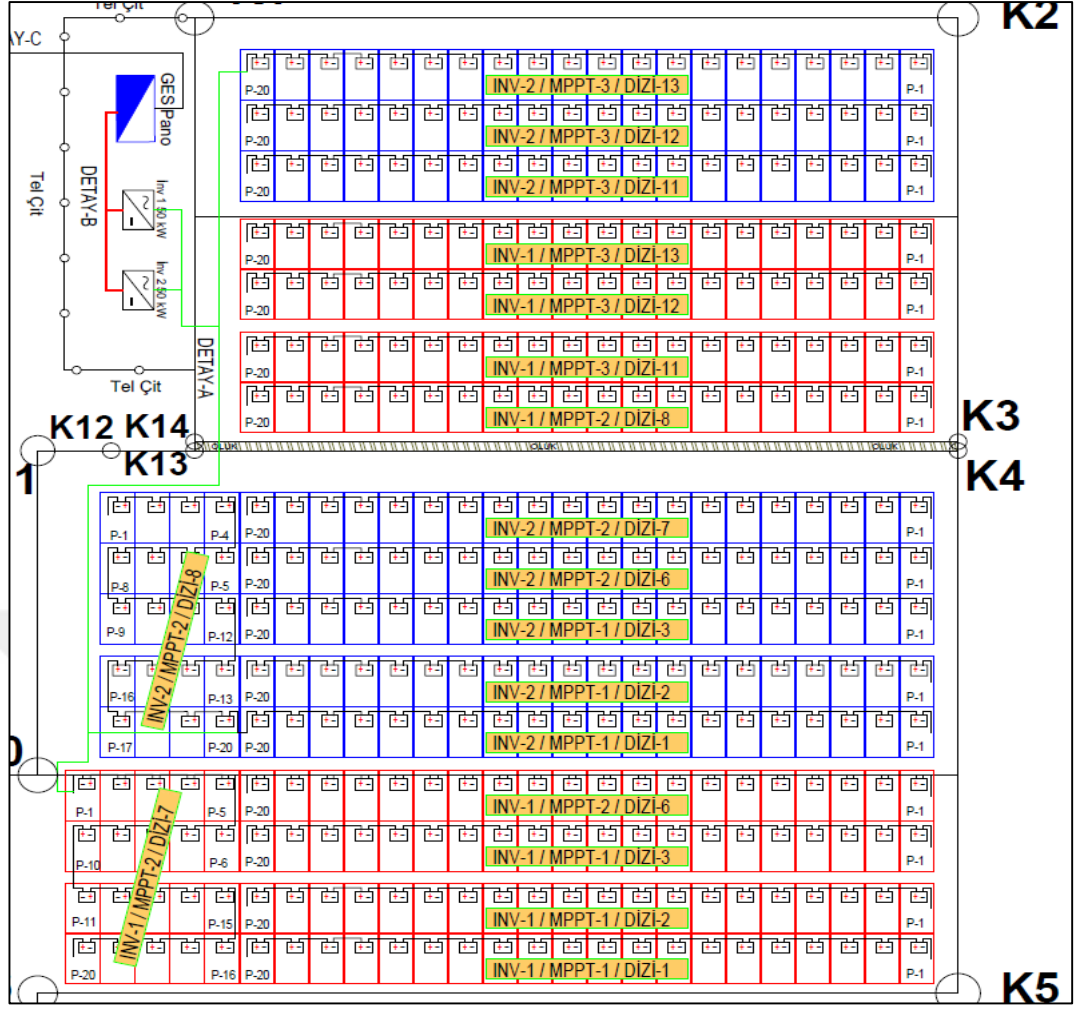 Tel Çit
K2
Y-C
GES Pano
DETAY-B
Tel Çit
İnv 1 50 kW
İnv 2 50 kW
DETAY-A
Tel Çit
P-20 INV-2 / MPPT-3 / DİZİ-13 P-1
P-20 INV-2 / MPPT-3 / DİZİ-12 P-1
P-20 INV-2 / MPPT-3 / DİZİ-11 P-1
P-20 INV-1 / MPPT-3 / DİZİ-13 P-1
P-20 INV-1 / MPPT-3 / DİZİ-12 P-1
P-20 INV-1 / MPPT-3 / DİZİ-11 P-1
P-20 INV-1 / MPPT-2 / DİZİ-8 P-1
K12 K14 K3
OLUK OLUK OLUK
1 K13 K4
P-1 P-4 P-20 INV-2 / MPPT-2 / DİZİ-7 P-1
P-8 P-5 P-20 INV-2 / MPPT-2 / DİZİ-6 P-1
INV-2 / MPPT-2 / DİZİ-8
P-9 P-12 P-20 INV-2 / MPPT-1 / DİZİ-3 P-1
P-16 P-13 P-20 INV-2 / MPPT-1 / DİZİ-2 P-1
P-17 P-20 P-20 INV-2 / MPPT-1 / DİZİ-1 P-1
0
P-1 P-5 P-20 INV-1 / MPPT-2 / DİZİ-6 P-1
P-10 P-6 P-20 INV-1 / MPPT-1 / DİZİ-3 P-1
INV-1 / MPPT-2 / DİZİ-7
P-11 P-15 P-20 INV-1 / MPPT-1 / DİZİ-2 P-1
P-20 P-16 P-20 INV-1 / MPPT-1 / DİZİ-1 P-1
K5